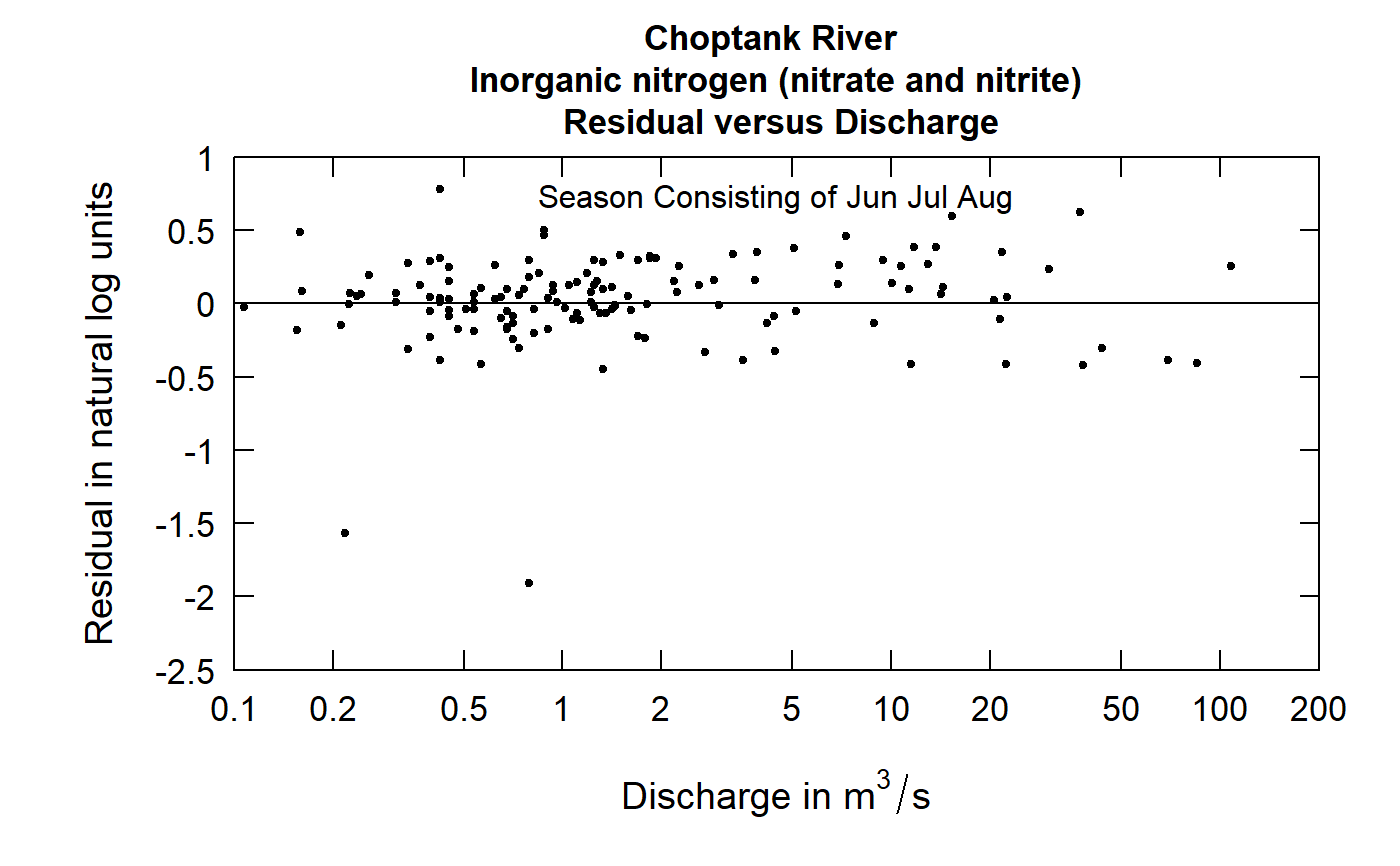 Choptank River
Inorganic nitrogen (nitrate and nitrite)
Residual versus Discharge
Season Consisting of Jun Jul Aug
Residual in natural log units
1
0.5
0
-0.5
-1
-1.5
-2
-2.5
0.1 0.2 0.5 1 2 5 10 20 50 100 200
Discharge in m³/s